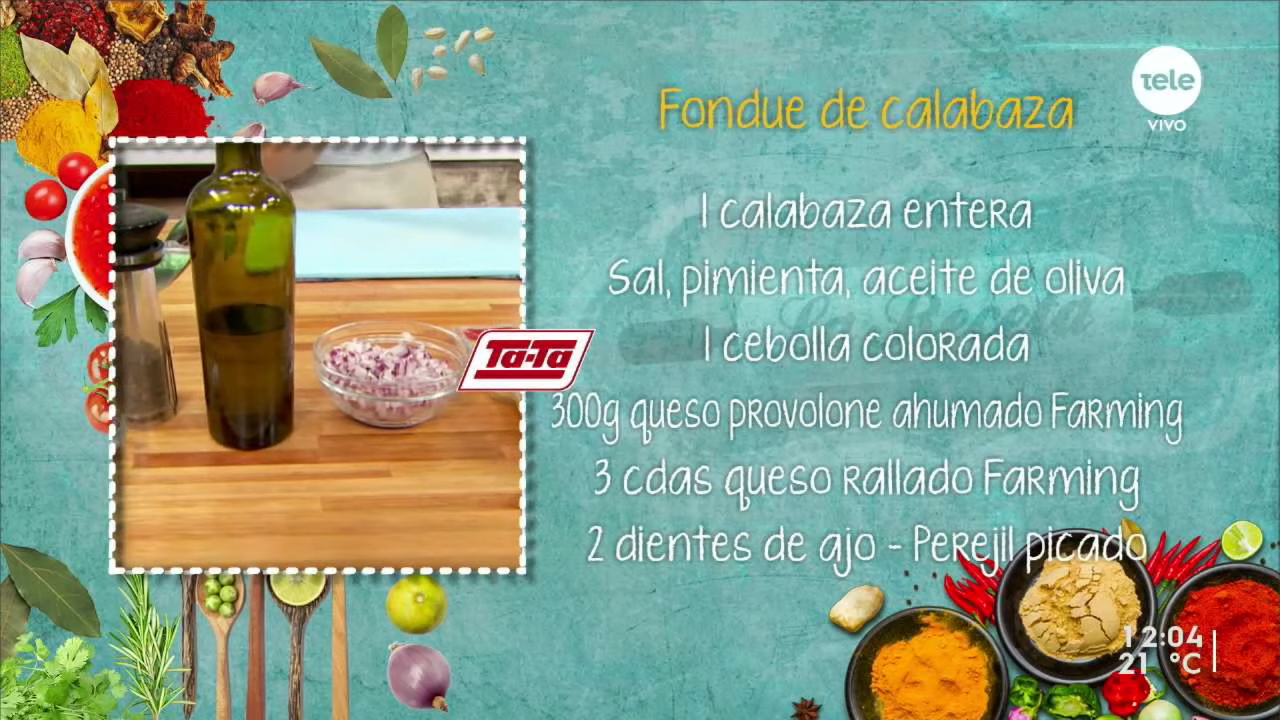 Fondue de calabaza
tele
VIVO
1 calabaza entera
Sal, pimienta, aceite de oliva
1 cebolla colorada
Ta-Ta
300g queso provolone ahumado Farming
3 cdas queso rallado Farming
2 dientes de ajo - Perejil picado
12:04
21 °C